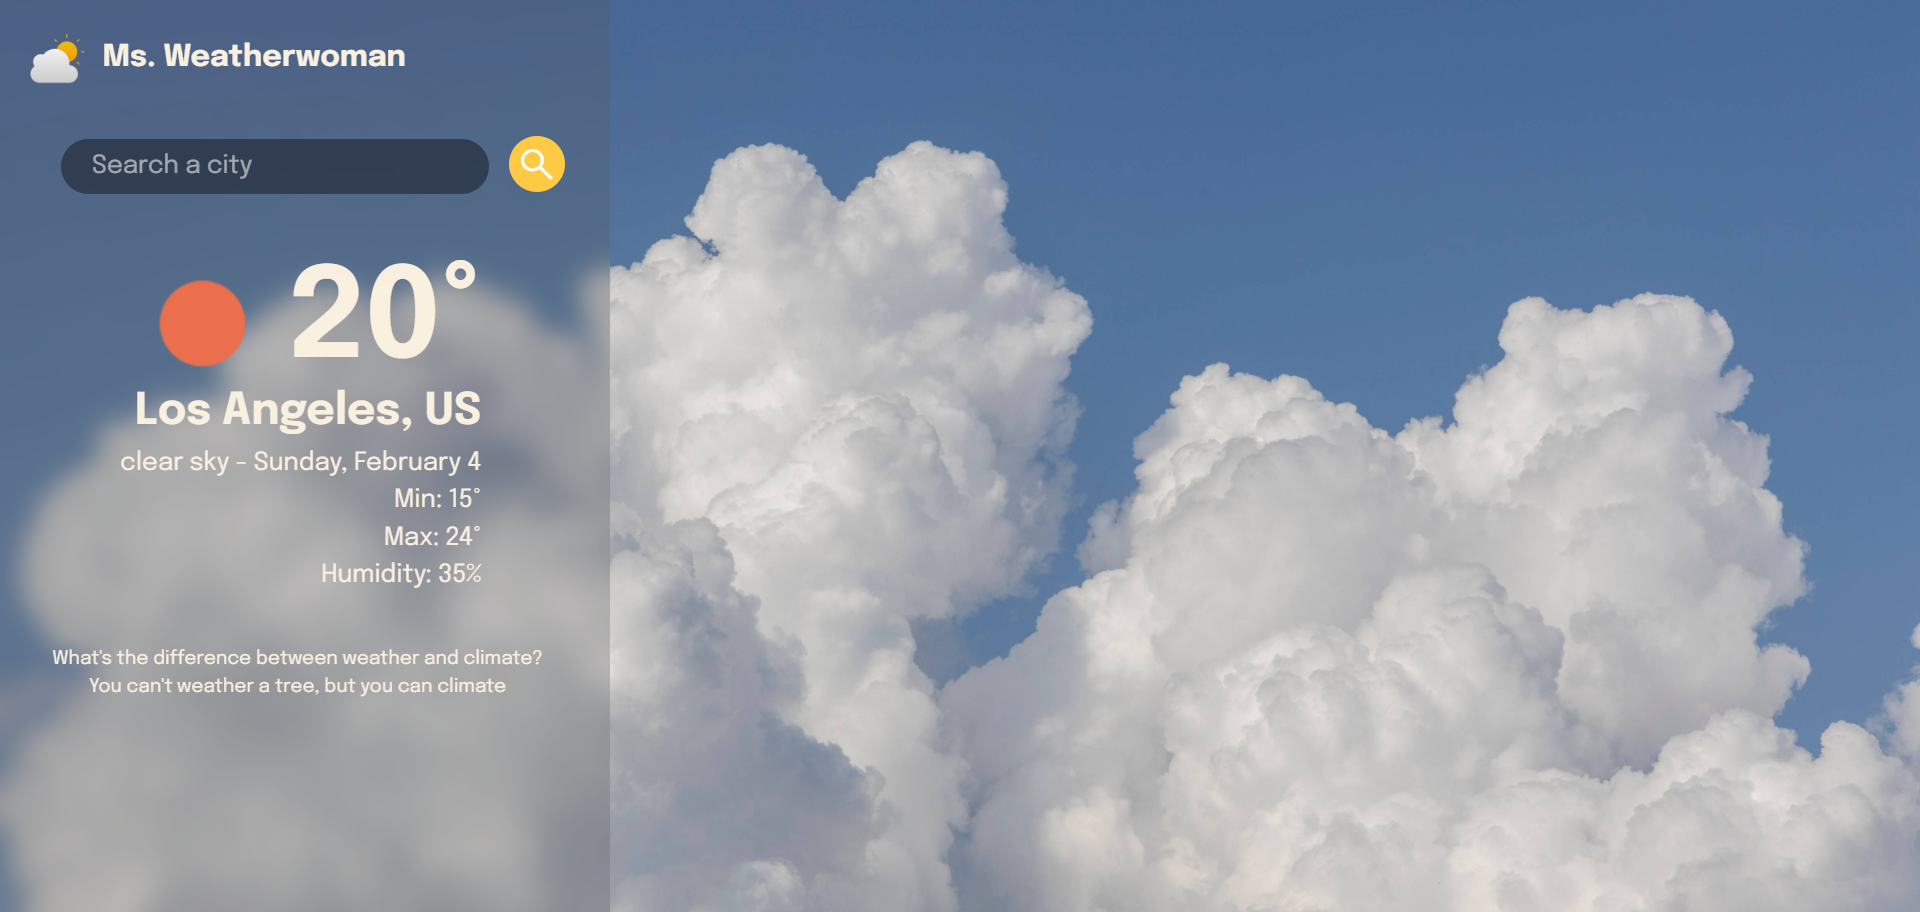 Ms. Weatherwoman
Search a city
20°
Los Angeles, US
clear sky - Sunday, February 4
Min: 15°
Max: 24°
Humidity: 35%
What's the difference between weather and climate?
You can't weather a tree, but you can climate